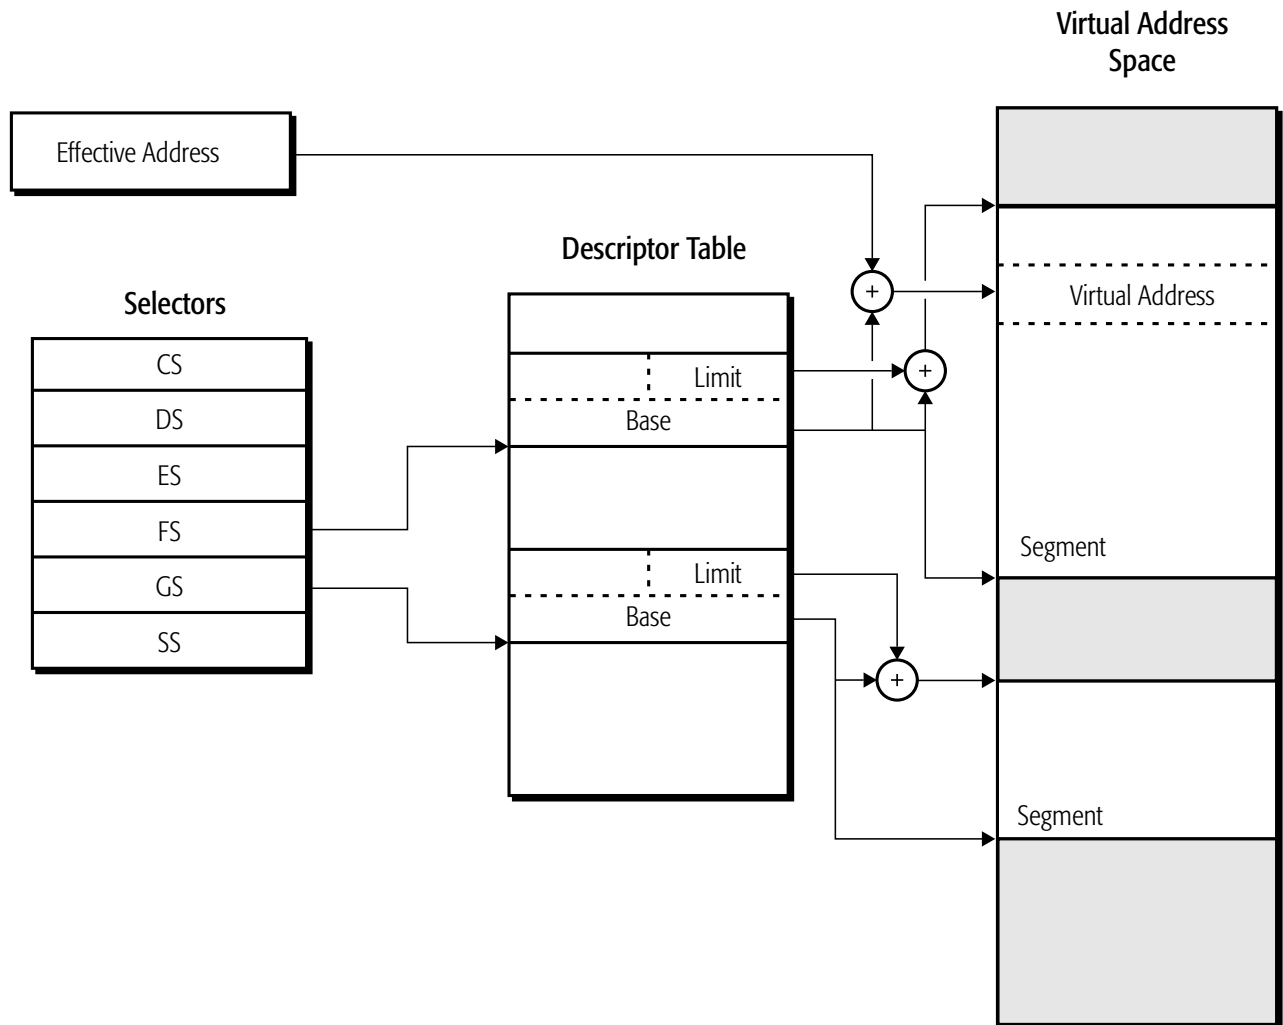 Virtual Address
Space
Effective Address
Descriptor Table
Selectors
CS
DS
ES
FS
GS
SS
Limit
Base
Limit
Base
+
+
+
Virtual Address
Segment
Segment